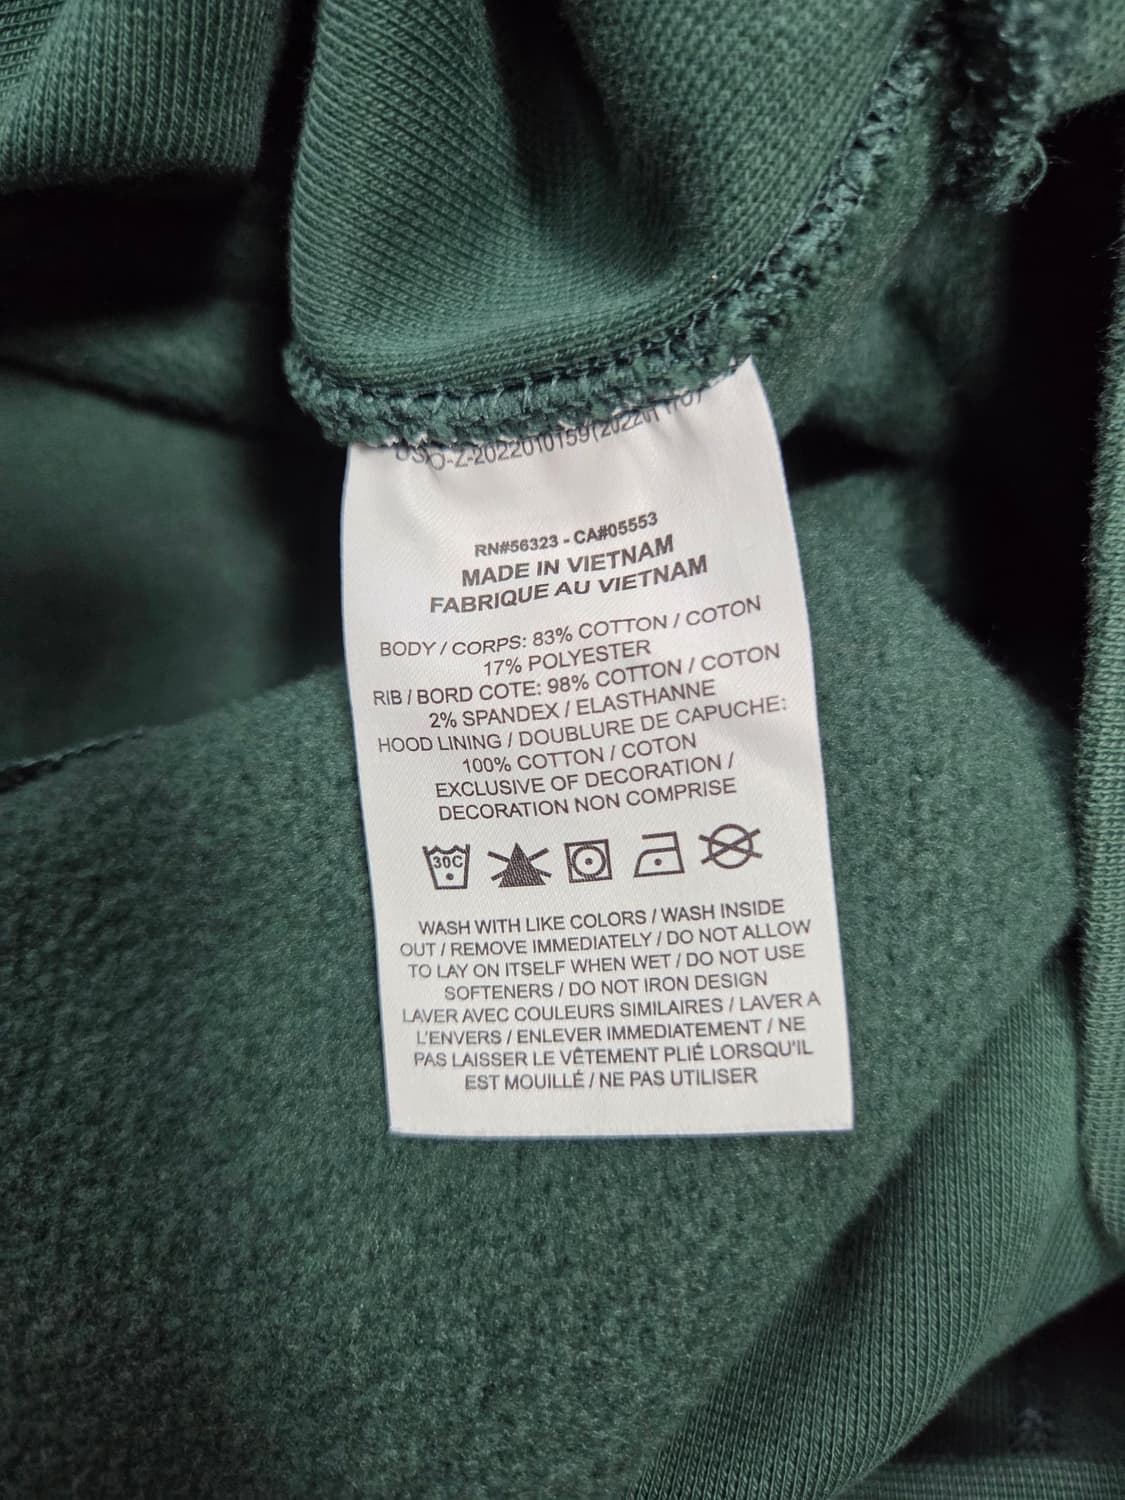 O-Z-2022010159(2022
RN#56323 - CA#05553
MADE IN VIETNAM
FABRIQUE AU VIETNAM
BODY / CORPS: 83% COTTON / COTON
17% POLYESTER
RIB / BORD COTE: 98% COTTON / COTON
2% SPANDEX / ELASTHANNE
HOOD LINING / DOUBLURE DE CAPUCHE:
100% COTTON / COTON
EXCLUSIVE OF DECORATION /
DECORATION NON COMPRISE
30C
WASH WITH LIKE COLORS / WASH INSIDE
OUT / REMOVE IMMEDIATELY / DO NOT ALLOW
TO LAY ON ITSELF WHEN WET / DO NOT USE
SOFTENERS / DO NOT IRON DESIGN
LAVER AVEC COULEURS SIMILAIRES / LAVER A
L'ENVERS / ENLEVER IMMEDIATEMENT / NE
PAS LAISSER LE VÊTEMENT PLIÉ LORSQU'IL
EST MOUILLÉ / NE PAS UTILISER